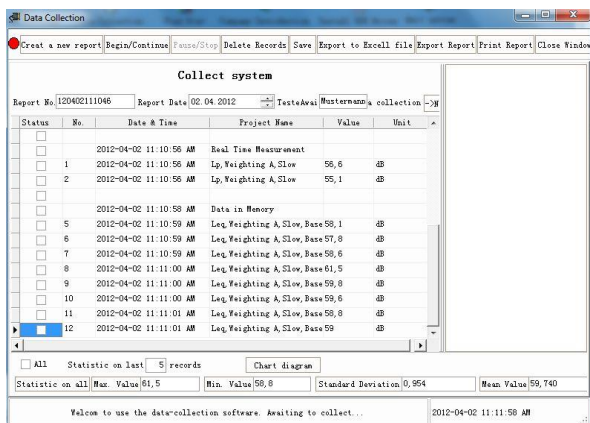 Data Collection
Creat a new report Begin/Continue Pause/Stop Delete Records Save Export to Excell file Export Report Print Report Close Window
Collect system
Report No. 120402111046 Report Date 02.04.2012 TesteAwai Mustermann a collection ->N
Status No. Date & Time Project Name Value Unit
2012-04-02 11:10:56 AM Real Time Measurement
1 2012-04-02 11:10:56 AM Lp, Weighting A, Slow 56,6 dB
2 2012-04-02 11:10:56 AM Lp, Weighting A, Slow 55,1 dB
2012-04-02 11:10:58 AM Data in Memory
5 2012-04-02 11:10:59 AM Leq, Weighting A, Slow, Base 58,1 dB
6 2012-04-02 11:10:59 AM Leq, Weighting A, Slow, Base 57,8 dB
7 2012-04-02 11:10:59 AM Leq, Weighting A, Slow, Base 58,6 dB
8 2012-04-02 11:11:00 AM Leq, Weighting A, Slow, Base 61,5 dB
9 2012-04-02 11:11:00 AM Leq, Weighting A, Slow, Base 59,8 dB
10 2012-04-02 11:11:00 AM Leq, Weighting A, Slow, Base 59,6 dB
11 2012-04-02 11:11:01 AM Leq, Weighting A, Slow, Base 58,8 dB
12 2012-04-02 11:11:01 AM Leq, Weighting A, Slow, Base 59 dB
All Statistic on last 5 records Chart diagram
Statistic on all Max. Value 61,5 Min. Value 58,8 Standard Deviation 0,954 Mean Value 59,740
Welcom to use the data-collection software. Awaiting to collect... 2012-04-02 11:11:58 AM